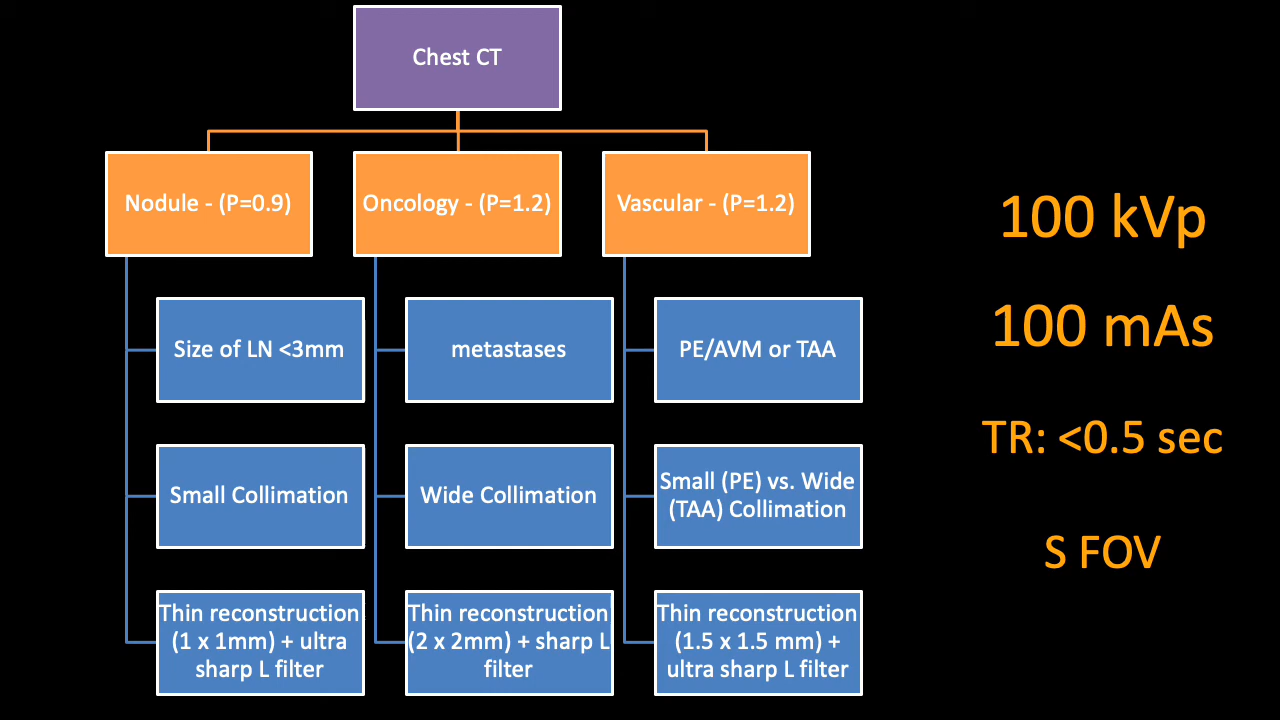 Chest CT
Nodule - (P=0.9)
Oncology - (P=1.2)
Vascular - (P=1.2)
Size of LN <3mm
metastases
PE/AVM or TAA
Small Collimation
Wide Collimation
Small (PE) vs. Wide
(TAA) Collimation
Thin reconstruction
(1 x 1mm) + ultra
sharp L filter
Thin reconstruction
(2 x 2mm) + sharp L
filter
Thin reconstruction
(1.5 x 1.5 mm) +
ultra sharp L filter
100 kVp
100 mAs
TR: <0.5 sec
S FOV